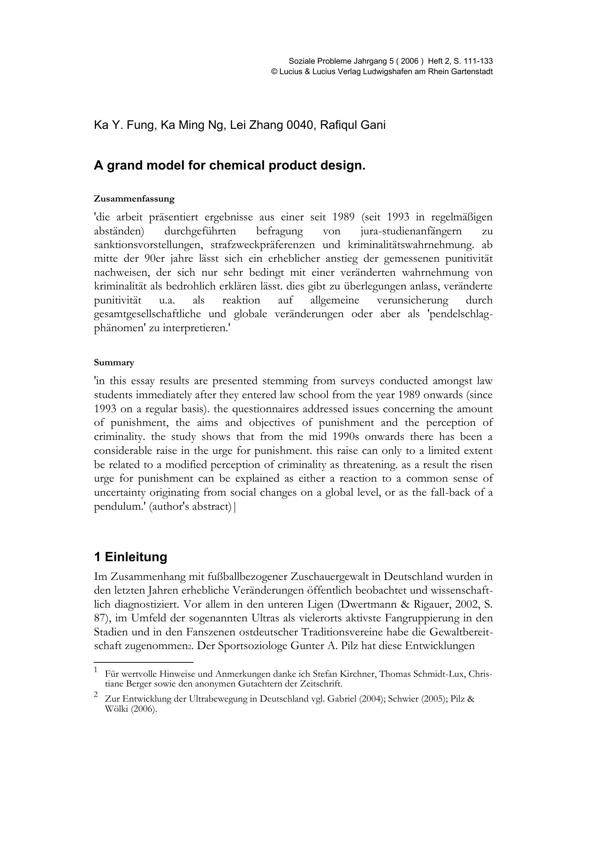 Soziale Probleme Jahrgang 5 ( 2006 ) Heft 2, S. 111-133
© Lucius & Lucius Verlag Ludwigshafen am Rhein Gartenstadt
Ka Y. Fung, Ka Ming Ng, Lei Zhang 0040, Rafiqul Gani
A grand model for chemical product design.
Zusammenfassung
'die arbeit präsentiert ergebnisse aus einer seit 1989 (seit 1993 in regelmäßigen
abständen) durchgeführten befragung von jura-studienanfängern zu
sanktionsvorstellungen, strafzweckpräferenzen und kriminalitätswahrnehmung. ab
mitte der 90er jahre lässt sich ein erheblicher anstieg der gemessenen punitivität
nachweisen, der sich nur sehr bedingt mit einer veränderten wahrnehmung von
kriminalität als bedrohlich erklären lässt. dies gibt zu überlegungen anlass, veränderte
punitivität u.a. als reaktion auf allgemeine verunsicherung durch
gesamtgesellschaftliche und globale veränderungen oder aber als 'pendelschlag-
phänomen' zu interpretieren.'
Summary
'in this essay results are presented stemming from surveys conducted amongst law
students immediately after they entered law school from the year 1989 onwards (since
1993 on a regular basis). the questionnaires addressed issues concerning the amount
of punishment, the aims and objectives of punishment and the perception of
criminality. the study shows that from the mid 1990s onwards there has been a
considerable raise in the urge for punishment. this raise can only to a limited extent
be related to a modified perception of criminality as threatening. as a result the risen
urge for punishment can be explained as either a reaction to a common sense of
uncertainty originating from social changes on a global level, or as the fall-back of a
pendulum.' (author's abstract)|
1 Einleitung
Im Zusammenhang mit fußballbezogener Zuschauergewalt in Deutschland wurden in
den letzten Jahren erhebliche Veränderungen öffentlich beobachtet und wissenschaft-
lich diagnostiziert. Vor allem in den unteren Ligen (Dwertmann & Rigauer, 2002, S.
87), im Umfeld der sogenannten Ultras als vielerorts aktivste Fangruppierung in den
Stadien und in den Fanszenen ostdeutscher Traditionsvereine habe die Gewaltbereit-
schaft zugenommen2. Der Sportsoziologe Gunter A. Pilz hat diese Entwicklungen
1 Für wertvolle Hinweise und Anmerkungen danke ich Stefan Kirchner, Thomas Schmidt-Lux, Chris-
tiane Berger sowie den anonymen Gutachtern der Zeitschrift.
2 Zur Entwicklung der Ultrabewegung in Deutschland vgl. Gabriel (2004); Schwier (2005); Pilz &
Wölki (2006).